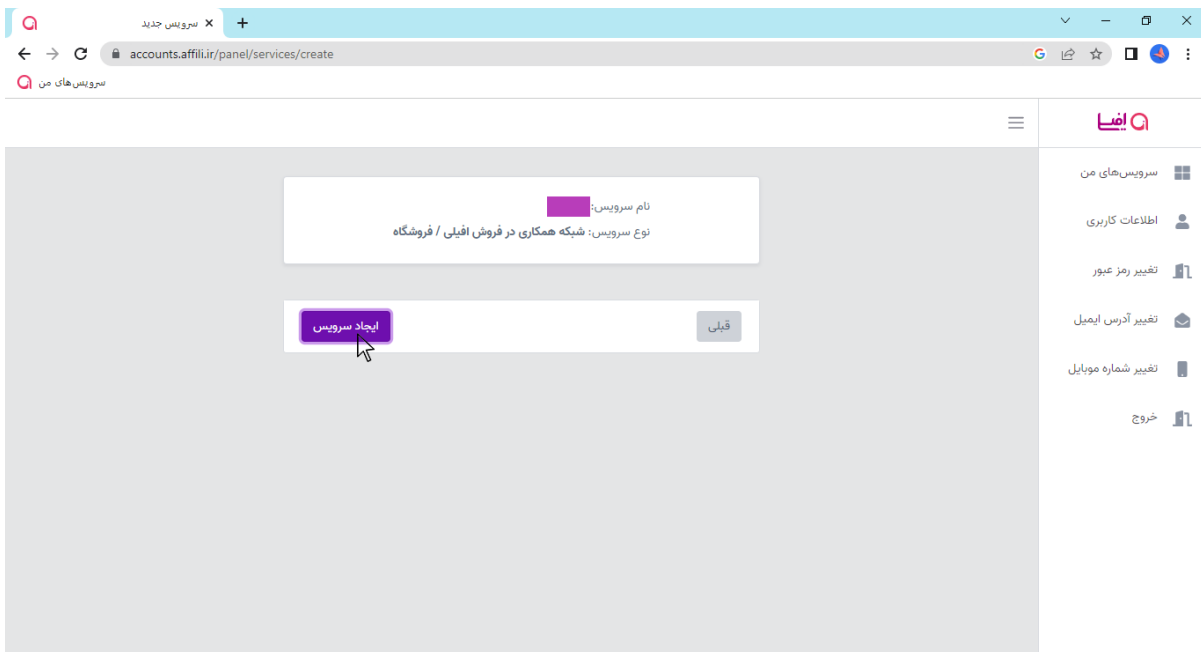 سرویس جدید
accounts.affili.ir/panel/services/create
سرویس‌های من
افیلی
سرویس‌های من
اطلاعات کاربری
تغییر رمز عبور
تغییر آدرس ایمیل
تغییر شماره موبایل
خروج
نام سرویس:
نوع سرویس: شبکه همکاری در فروش افیلی / فروشگاه
قبلی
ایجاد سرویس